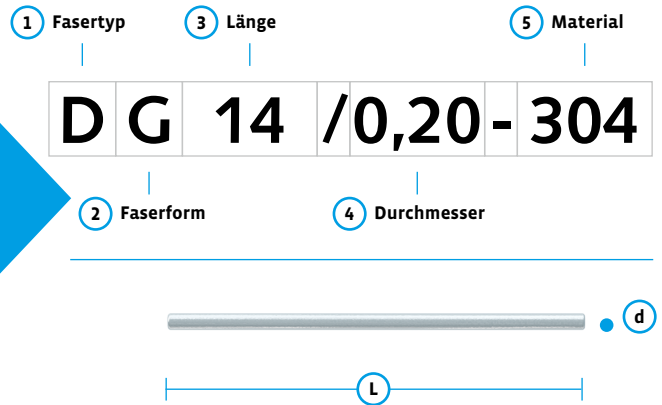 1 Fasertyp 3 Länge 5 Material
D G 14 /0,20 - 304
2 Faserform 4 Durchmesser
d
L